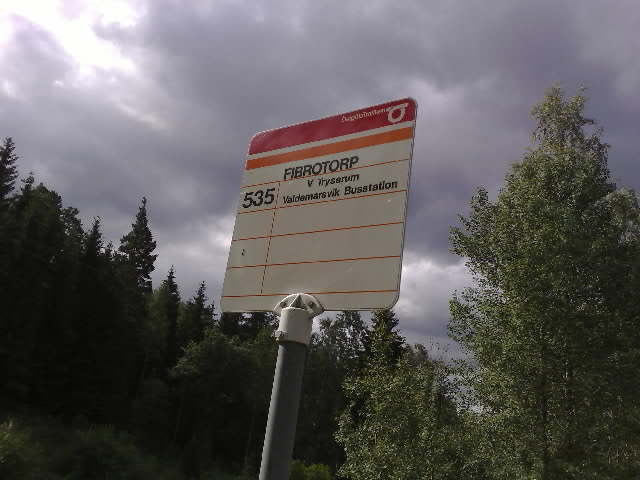 ÖstgötaTrafiken
FIBROTORP
535 V Tryserum
Valdemarsvik Busstation